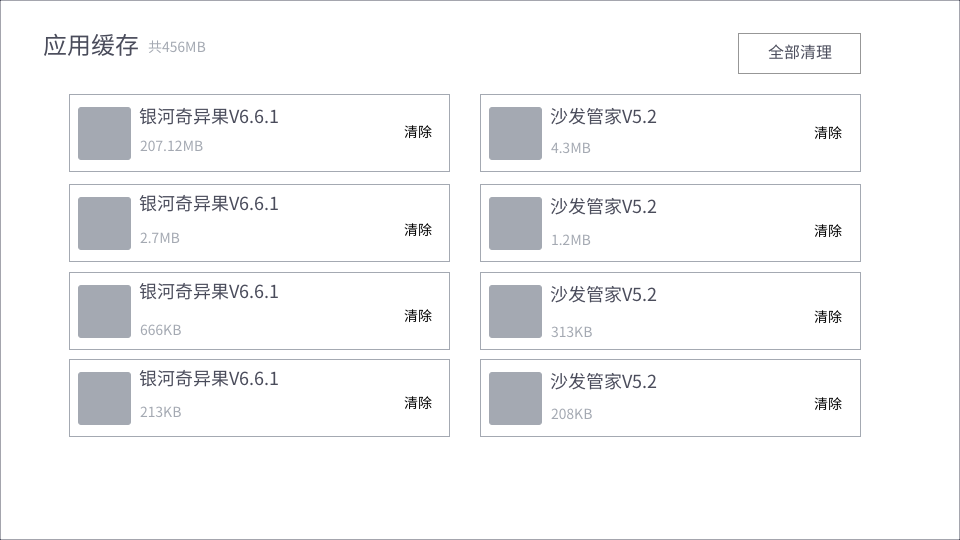 应用缓存 共456MB
全部清理
银河奇异果V6.6.1
207.12MB
清除
沙发管家V5.2
4.3MB
清除
银河奇异果V6.6.1
2.7MB
清除
沙发管家V5.2
1.2MB
清除
银河奇异果V6.6.1
666KB
清除
沙发管家V5.2
313KB
清除
银河奇异果V6.6.1
213KB
清除
沙发管家V5.2
208KB
清除